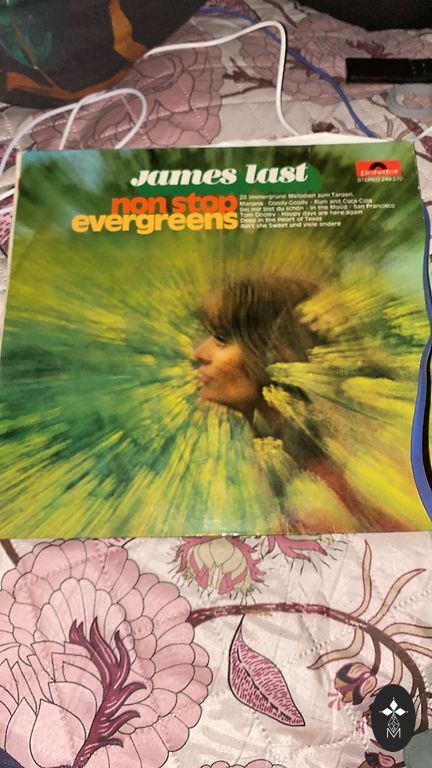 james last
polydor
STEREO 249 370
non stop
evergreens
28 immergrüne Melodien zum Tanzen.
Manana · Goody-Goody · Rum and Coca-Cola
Bei mir bist du schön · In the Mood · San Francisco
Tom Dooley · Happy days are here again
Deep in the Heart of Texas
Ain't she Sweet und viele andere
M